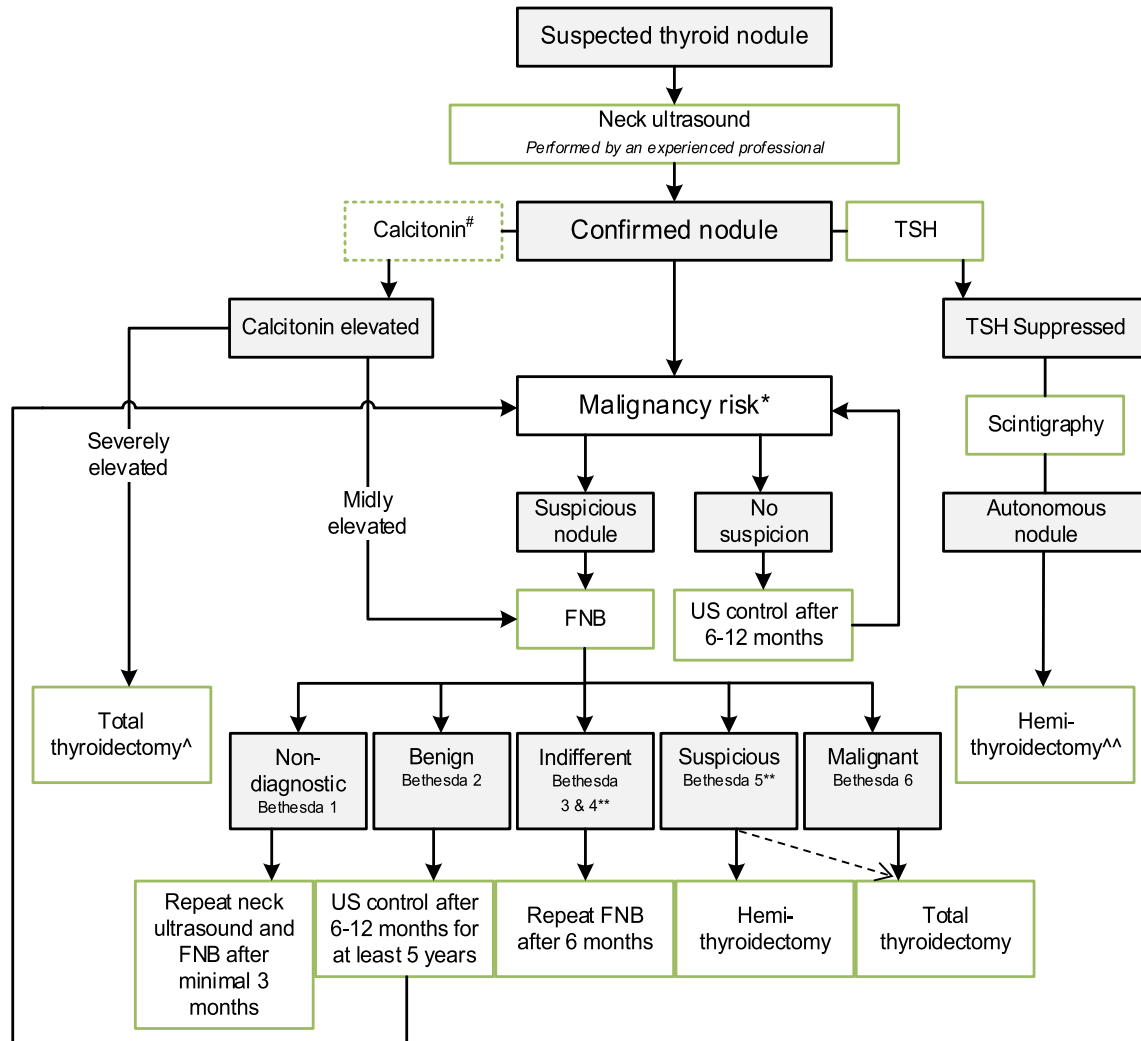 Suspected thyroid nodule
Neck ultrasound
Performed by an experienced professional
Calcitonin#
Confirmed nodule
TSH
Calcitonin elevated
TSH Suppressed
Malignancy risk*
Severely
elevated
Midly
elevated
Scintigraphy
Suspicious
nodule
No
suspicion
Autonomous
nodule
FNB
US control after
6-12 months
Total
thyroidectomy^
Hemi-
thyroidectomy^^
Non-
diagnostic
Bethesda 1
Benign
Bethesda 2
Indifferent
Bethesda
3 & 4**
Suspicious
Bethesda 5**
Malignant
Bethesda 6
Repeat neck
ultrasound and
FNB after
minimal 3
months
US control after
6-12 months for
at least 5 years
Repeat FNB
after 6 months
Hemi-
thyroidectomy
Total
thyroidectomy